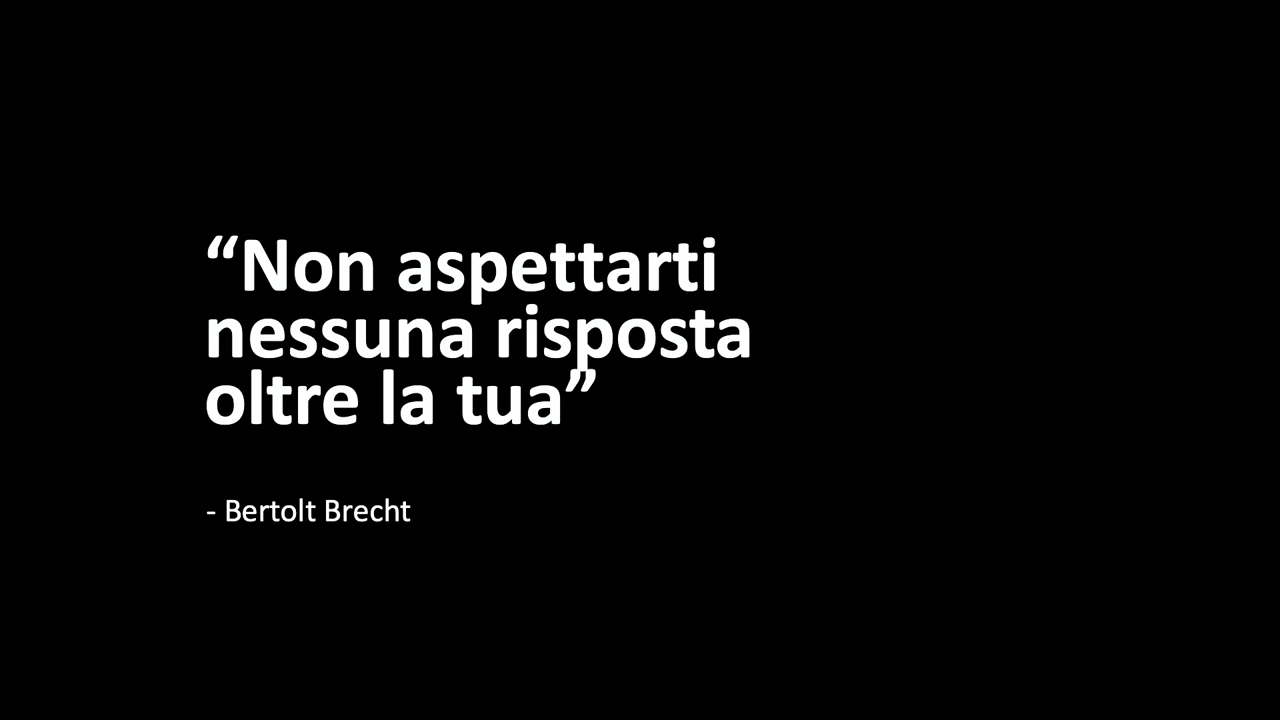 “Non aspettarti
nessuna risposta
oltre la tua”
- Bertolt Brecht